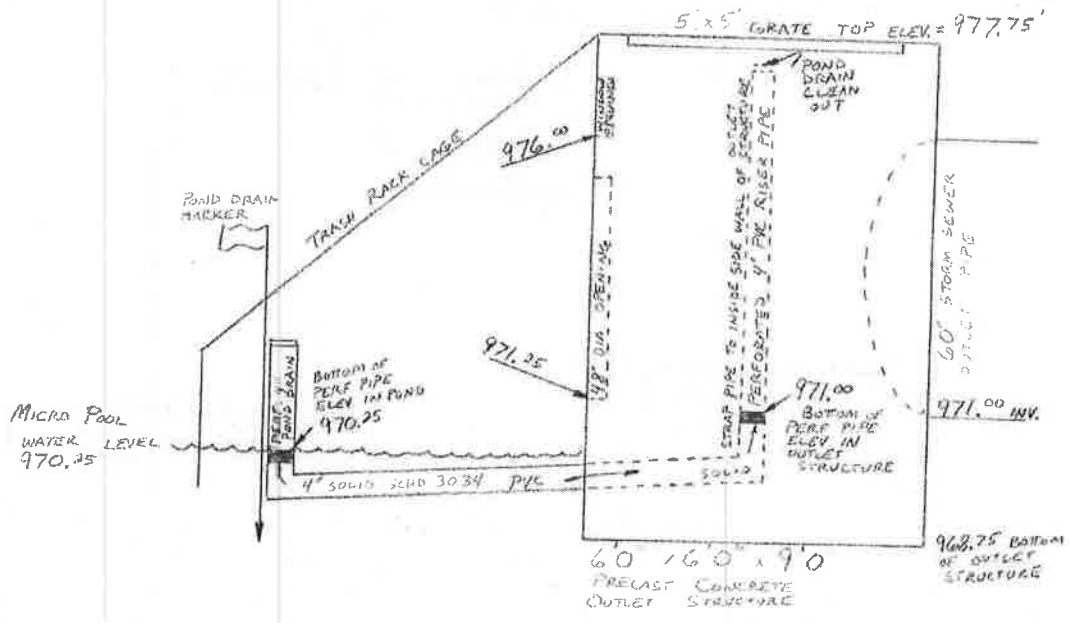 5' x 5' GRATE TOP ELEV. = 977.75'
POND
DRAIN
CLEAN
OUT
WINDOW
OPENING
976.00
TRASH RACK CAGE
POND DRAIN
MARKER
STRAP PIPE TO INSIDE SIDE WALL OF OUTLET
STRUCTURE
PERFORATED 4" PVC RISER PIPE
60" STORM SEWER
OUTLET PIPE
48" DIA OPENING
971.25
BOTTOM OF
PERF PIPE
ELEV IN POND
970.25
PERF. 4"
POND DRAIN
971.00
BOTTOM OF
PERF PIPE
ELEV IN
OUTLET
STRUCTURE
971.00 INV.
MICRO POOL
WATER LEVEL
970.25
4" SOLID SCHD 3034 PVC
SOLID
968.75 BOTTOM
OF OUTLET
STRUCTURE
PRECAST CONCRETE
OUTLET STRUCTURE